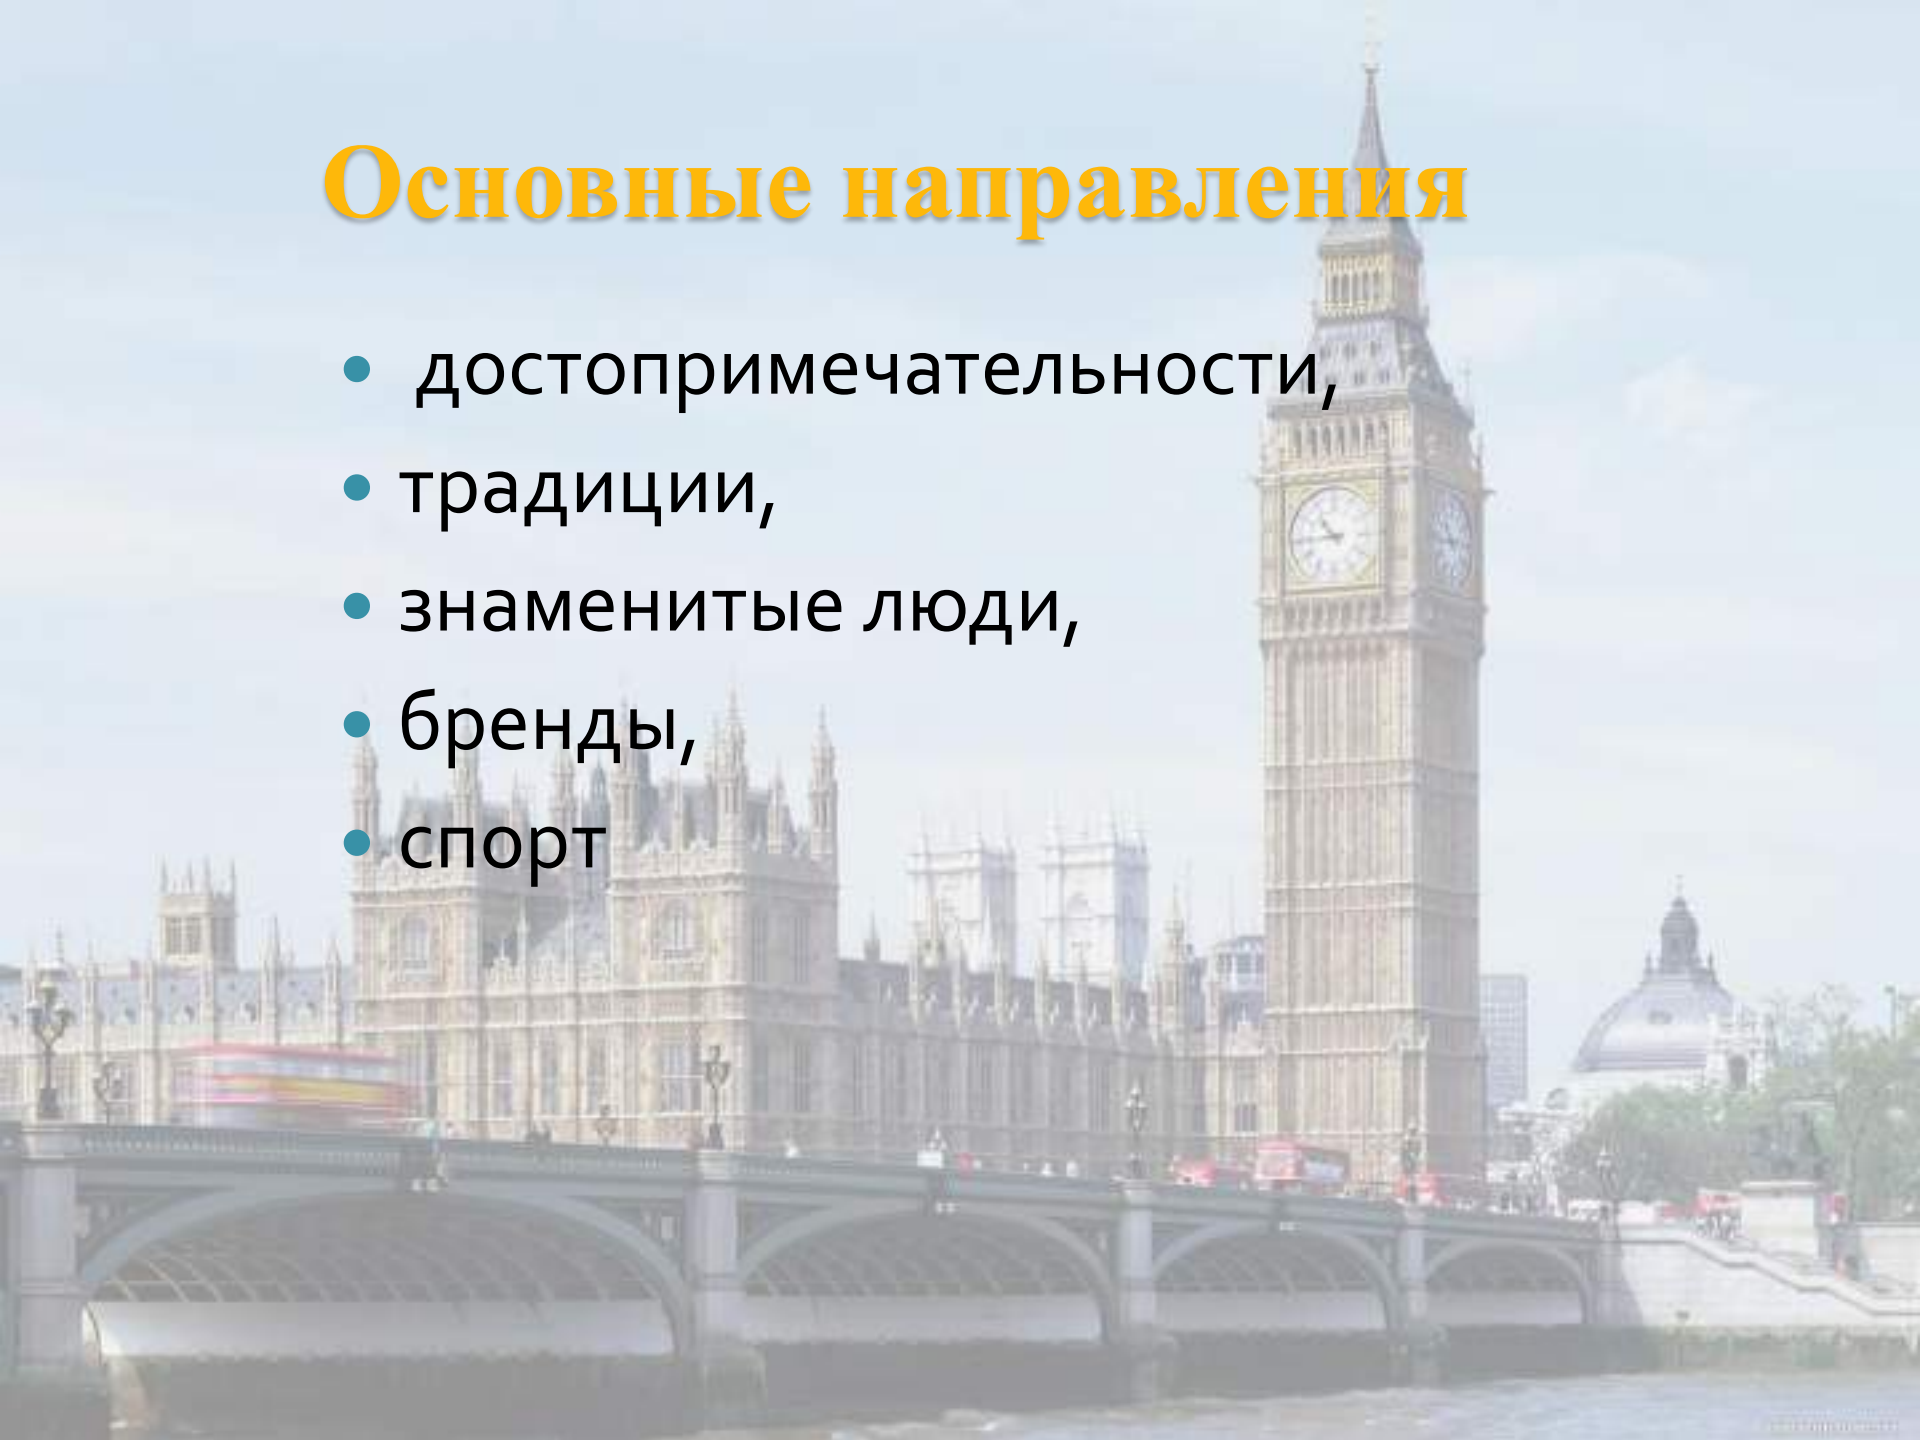 Основные направления
• достопримечательности,
• традиции,
• знаменитые люди,
• бренды,
• спорт